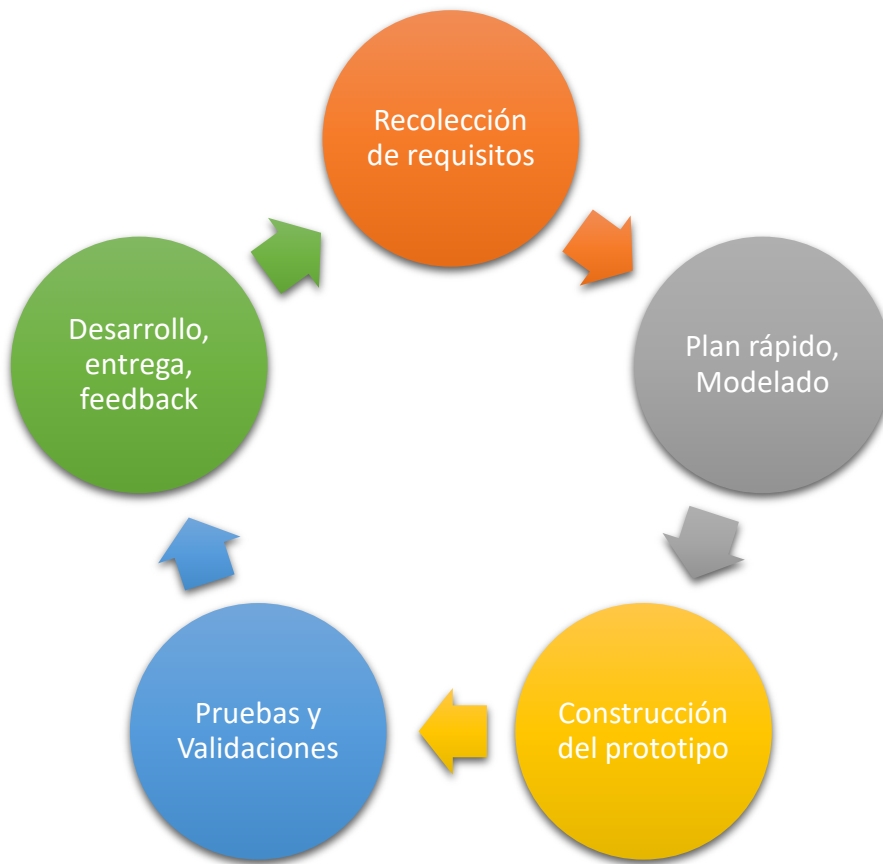 Recolección
de requisitos
Plan rápido,
Modelado
Construcción
del prototipo
Pruebas y
Validaciones
Desarrollo,
entrega,
feedback